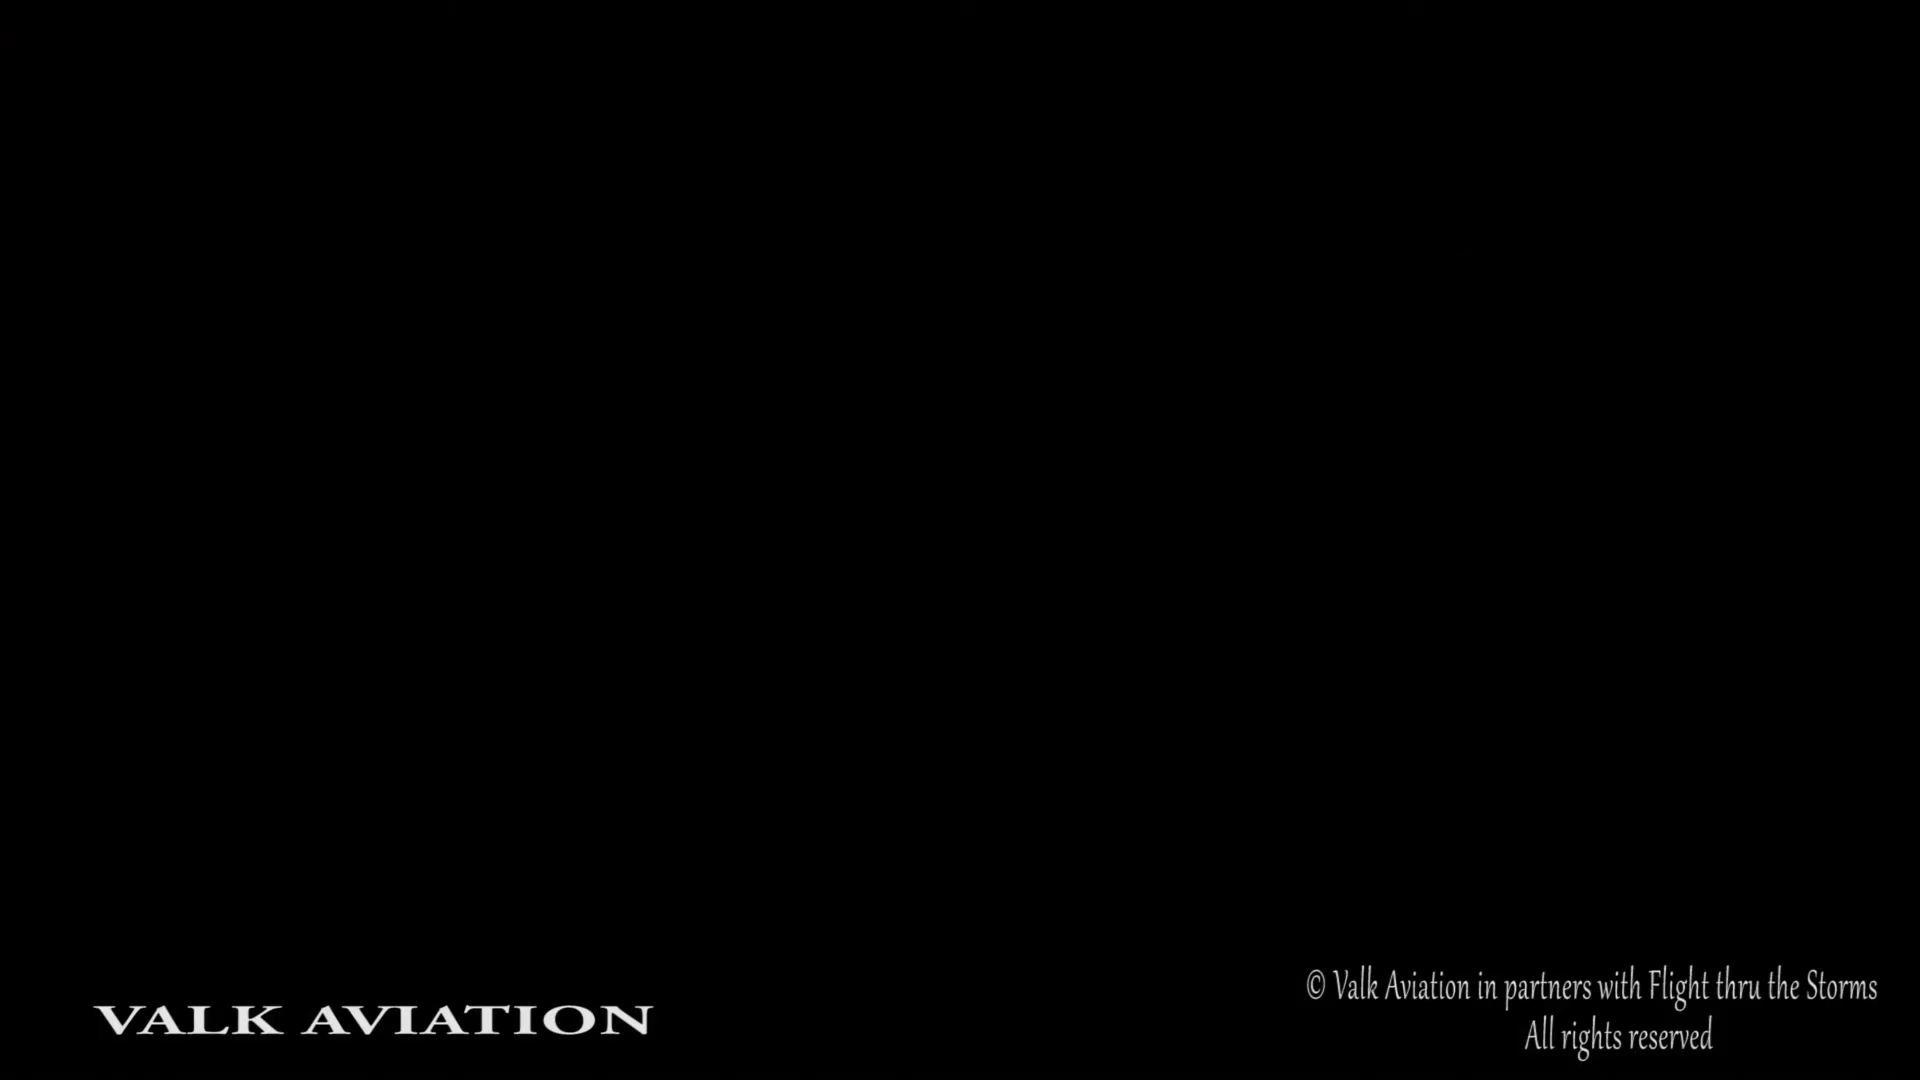 VALK AVIATION
© Valk Aviation in partners with Flight thru the Storms
All rights reserved